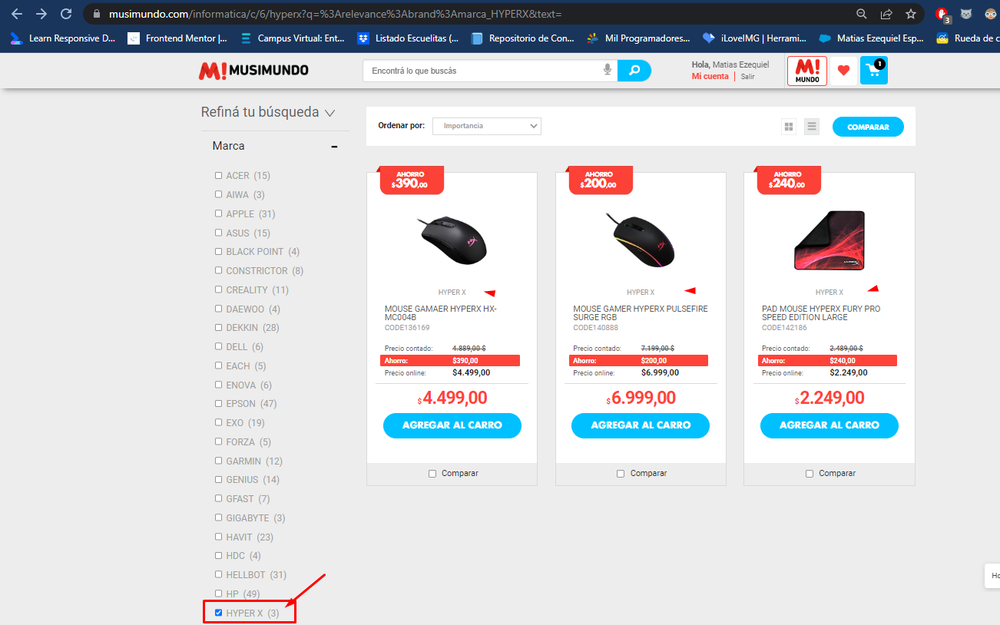 musimundo.com/informatica/c/6/hyperx?q=%3Arelevance%3Abrand%3Amarca_HYPERX&text=
3
Learn Responsive D...
Frontend Mentor |...
Campus Virtual: Ent...
Listado Escuelitas (...
Repositorio de Con...
Mil Programadores...
iLoveIMG | Herrami...
Matias Ezequiel Esp...
Rueda de c
M! MUSIMUNDO
Encontrá lo que buscás
Hola, Matias Ezequiel
Mi cuenta | Salir
M!
MUNDO
1
Refiná tu búsqueda
Marca
ACER (15)
AIWA (3)
APPLE (31)
ASUS (15)
BLACK POINT (4)
CONSTRICTOR (8)
CREALITY (11)
DAEWOO (4)
DEKKIN (28)
DELL (6)
EACH (5)
ENOVA (6)
EPSON (47)
EXO (19)
FORZA (5)
GARMIN (12)
GENIUS (14)
GFAST (7)
GIGABYTE (3)
HAVIT (23)
HDC (4)
HELLBOT (31)
HP (49)
HYPER X (3)
Ordenar por: Importancia
COMPARAR
AHORRO
$390,00
HYPER X
MOUSE GAMAER HYPERX HX-
MC004B
CODE136169
Precio contado: 4.889,00 $
Ahorro: $390,00
Precio online: $4.499,00
$4.499,00
AGREGAR AL CARRO
Comparar
AHORRO
$200,00
HYPER X
MOUSE GAMER HYPERX PULSEFIRE
SURGE RGB
CODE140888
Precio contado: 7.199,00 $
Ahorro: $200,00
Precio online: $6.999,00
$6.999,00
AGREGAR AL CARRO
Comparar
AHORRO
$240,00
HYPER X
PAD MOUSE HYPERX FURY PRO
SPEED EDITION LARGE
CODE142186
Precio contado: 2.489,00 $
Ahorro: $240,00
Precio online: $2.249,00
$2.249,00
AGREGAR AL CARRO
Comparar
Ho